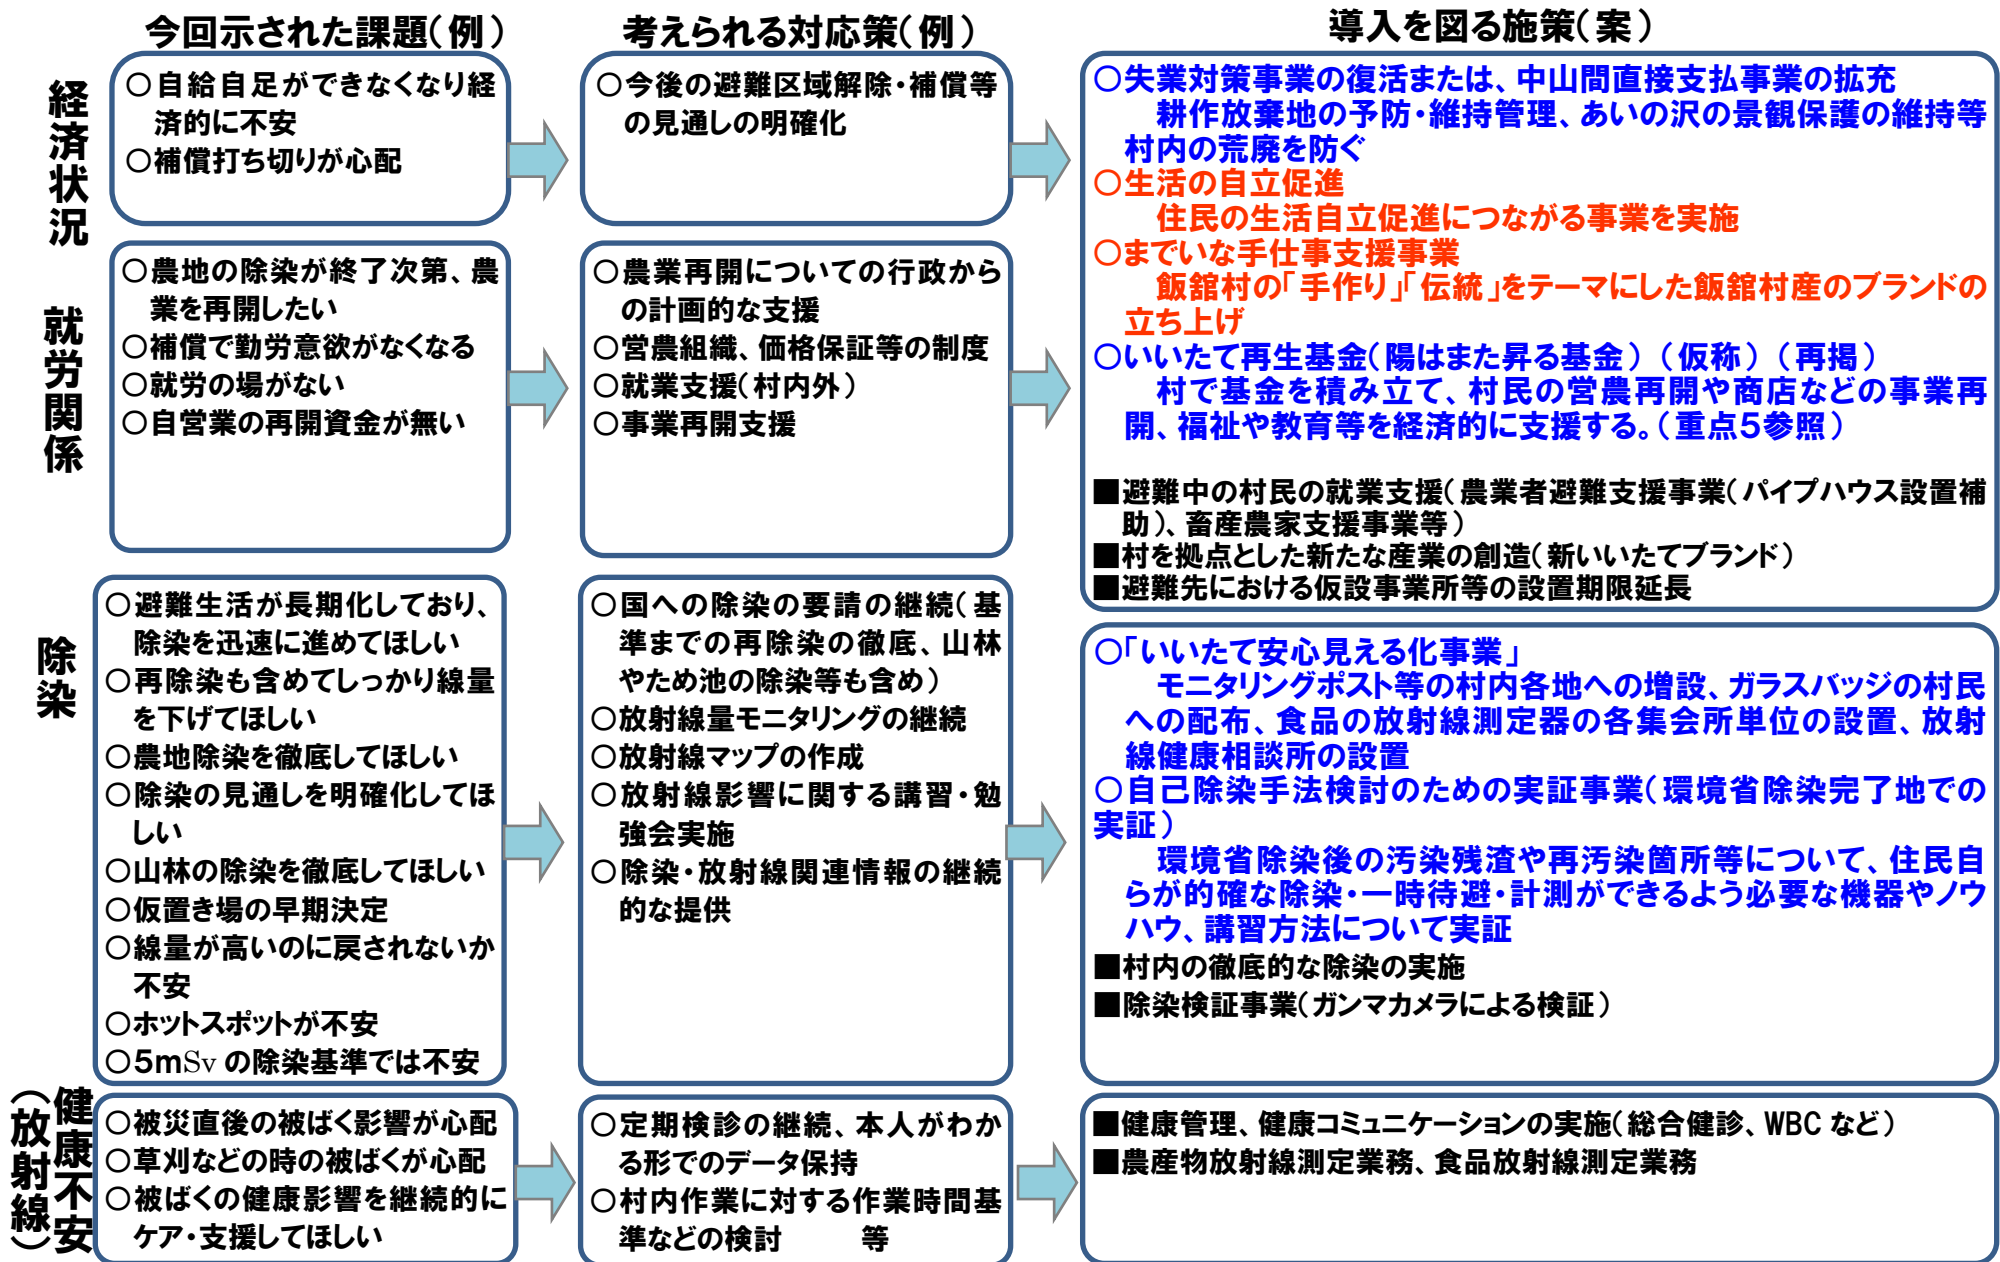 今回示された課題（例）
考えられる対応策（例）
導入を図る施策（案）
経済状況
○自給自足ができなくなり経
済的に不安
○補償打ち切りが心配
○今後の避難区域解除・補償等
の見通しの明確化
就労関係
○農地の除染が終了次第、農
業を再開したい
○補償で勤労意欲がなくなる
○就労の場がない
○自営業の再開資金が無い
○農業再開についての行政から
の計画的な支援
○営農組織、価格保証等の制度
○就業支援（村内外）
○事業再開支援
○失業対策事業の復活または、中山間直接支払事業の拡充
耕作放棄地の予防・維持管理、あいの沢の景観保護の維持等
村内の荒廃を防ぐ
○生活の自立促進
住民の生活自立促進につながる事業を実施
○までいな手仕事支援事業
飯舘村の「手作り」「伝統」をテーマにした飯舘村産のブランドの
立ち上げ
○いいたて再生基金（陽はまた昇る基金）（仮称）（再掲）
村で基金を積み立て、村民の営農再開や商店などの事業再
開、福祉や教育等を経済的に支援する。（重点５参照）
■避難中の村民の就業支援（農業者避難支援事業（パイプハウス設置補
助）、畜産農家支援事業等）
■村を拠点とした新たな産業の創造（新いいたてブランド）
■避難先における仮設事業所等の設置期限延長
除染
○避難生活が長期化しており、
除染を迅速に進めてほしい
○再除染も含めてしっかり線量
を下げてほしい
○農地除染を徹底してほしい
○除染の見通しを明確化してほ
しい
○山林の除染を徹底してほしい
○仮置き場の早期決定
○線量が高いのに戻されないか
不安
○ホットスポットが不安
○5mSv の除染基準では不安
○国への除染の要請の継続（基
準までの再除染の徹底、山林
やため池の除染等も含め）
○放射線量モニタリングの継続
○放射線マップの作成
○放射線影響に関する講習・勉
強会実施
○除染・放射線関連情報の継続
的な提供
○「いいたて安心見える化事業」
モニタリングポスト等の村内各地への増設、ガラスバッジの村民
への配布、食品の放射線測定器の各集会所単位の設置、放射
線健康相談所の設置
○自己除染手法検討のための実証事業（環境省除染完了地での
実証）
環境省除染後の汚染残渣や再汚染箇所等について、住民自
らが的確な除染・一時待避・計測ができるよう必要な機器やノウ
ハウ、講習方法について実証
■村内の徹底的な除染の実施
■除染検証事業（ガンマカメラによる検証）
健康不安
（放射線）
○被災直後の被ばく影響が心配
○草刈などの時の被ばくが心配
○被ばくの健康影響を継続的に
ケア・支援してほしい
○定期検診の継続、本人がわか
る形でのデータ保持
○村内作業に対する作業時間基
準などの検討　　等
■健康管理、健康コミュニケーションの実施（総合健診、WBC など）
■農産物放射線測定業務、食品放射線測定業務